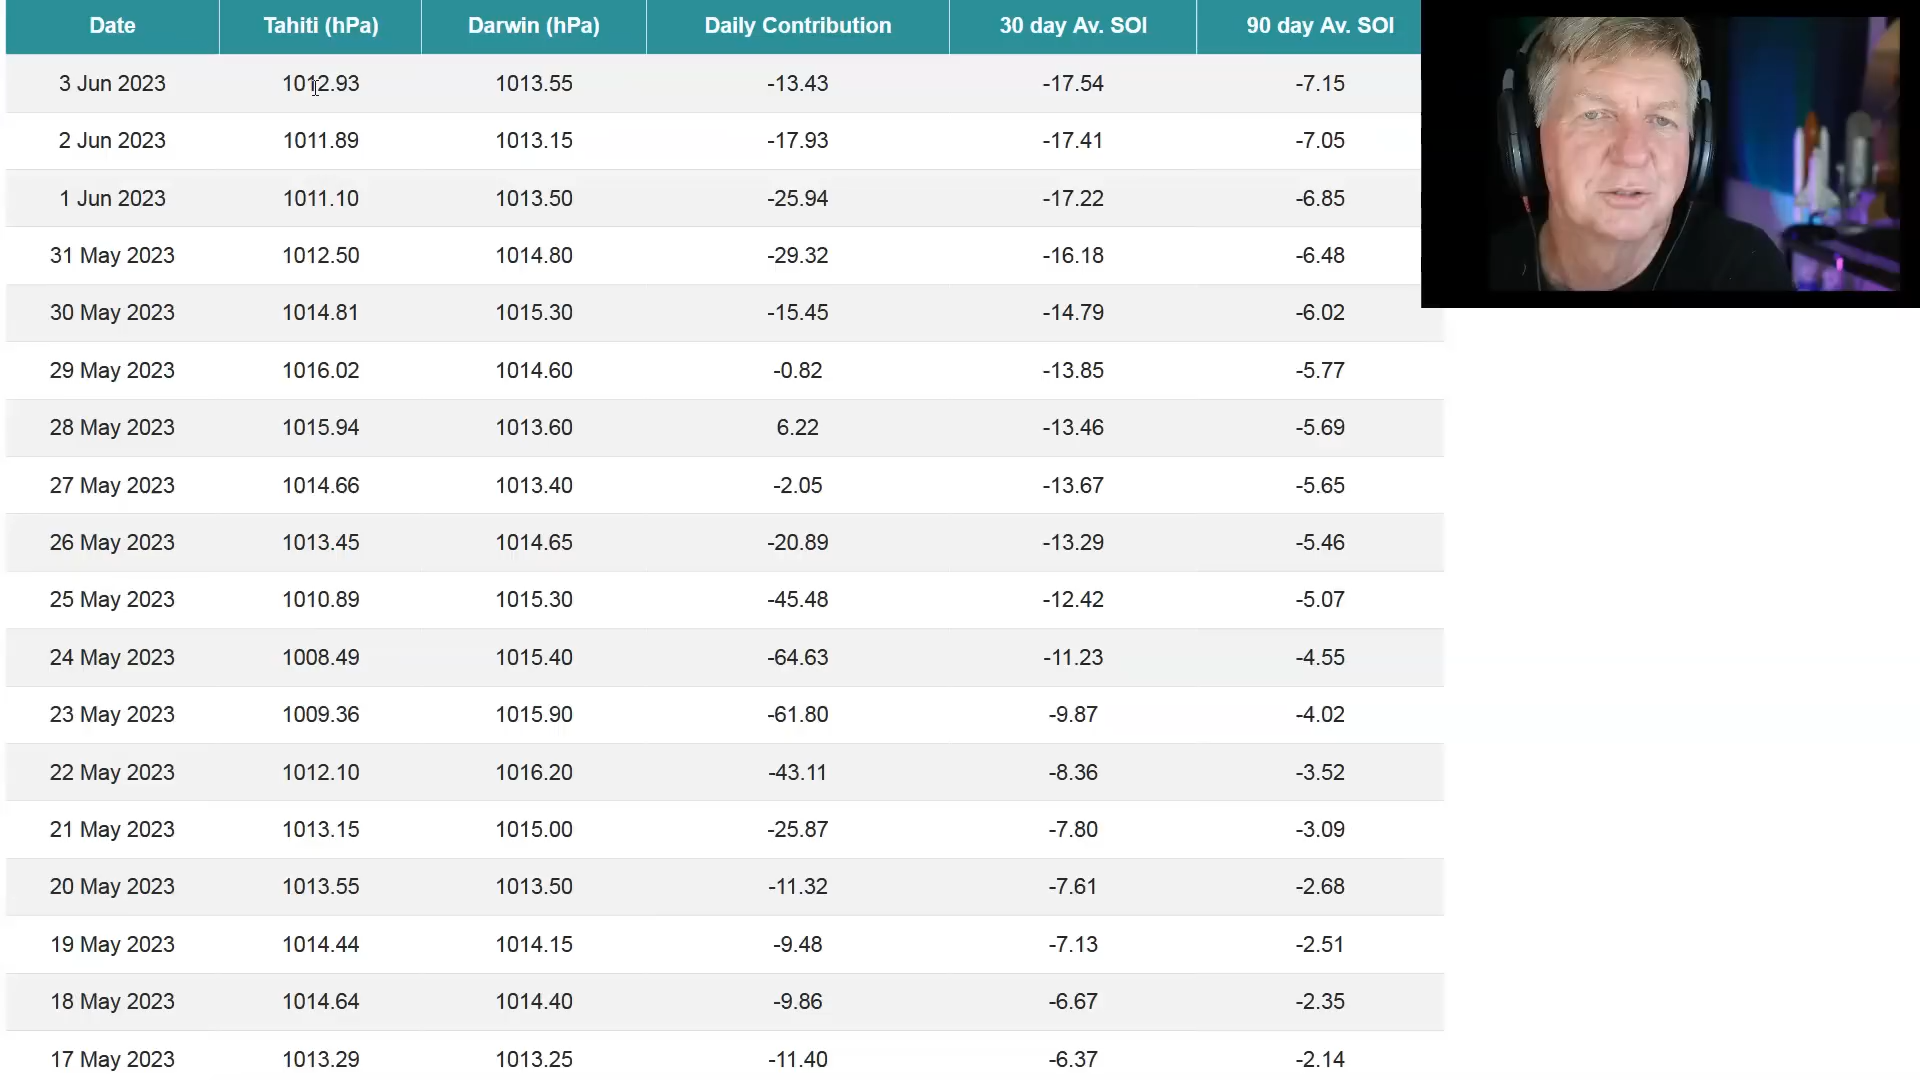 Date Tahiti (hPa) Darwin (hPa) Daily Contribution 30 day Av. SOI 90 day Av. SOI
3 Jun 2023 1012.93 1013.55 -13.43 -17.54 -7.15
2 Jun 2023 1011.89 1013.15 -17.93 -17.41 -7.05
1 Jun 2023 1011.10 1013.50 -25.94 -17.22 -6.85
31 May 2023 1012.50 1014.80 -29.32 -16.18 -6.48
30 May 2023 1014.81 1015.30 -15.45 -14.79 -6.02
29 May 2023 1016.02 1014.60 -0.82 -13.85 -5.77
28 May 2023 1015.94 1013.60 6.22 -13.46 -5.69
27 May 2023 1014.66 1013.40 -2.05 -13.67 -5.65
26 May 2023 1013.45 1014.65 -20.89 -13.29 -5.46
25 May 2023 1010.89 1015.30 -45.48 -12.42 -5.07
24 May 2023 1008.49 1015.40 -64.63 -11.23 -4.55
23 May 2023 1009.36 1015.90 -61.80 -9.87 -4.02
22 May 2023 1012.10 1016.20 -43.11 -8.36 -3.52
21 May 2023 1013.15 1015.00 -25.87 -7.80 -3.09
20 May 2023 1013.55 1013.50 -11.32 -7.61 -2.68
19 May 2023 1014.44 1014.15 -9.48 -7.13 -2.51
18 May 2023 1014.64 1014.40 -9.86 -6.67 -2.35
17 May 2023 1013.29 1013.25 -11.40 -6.37 -2.14